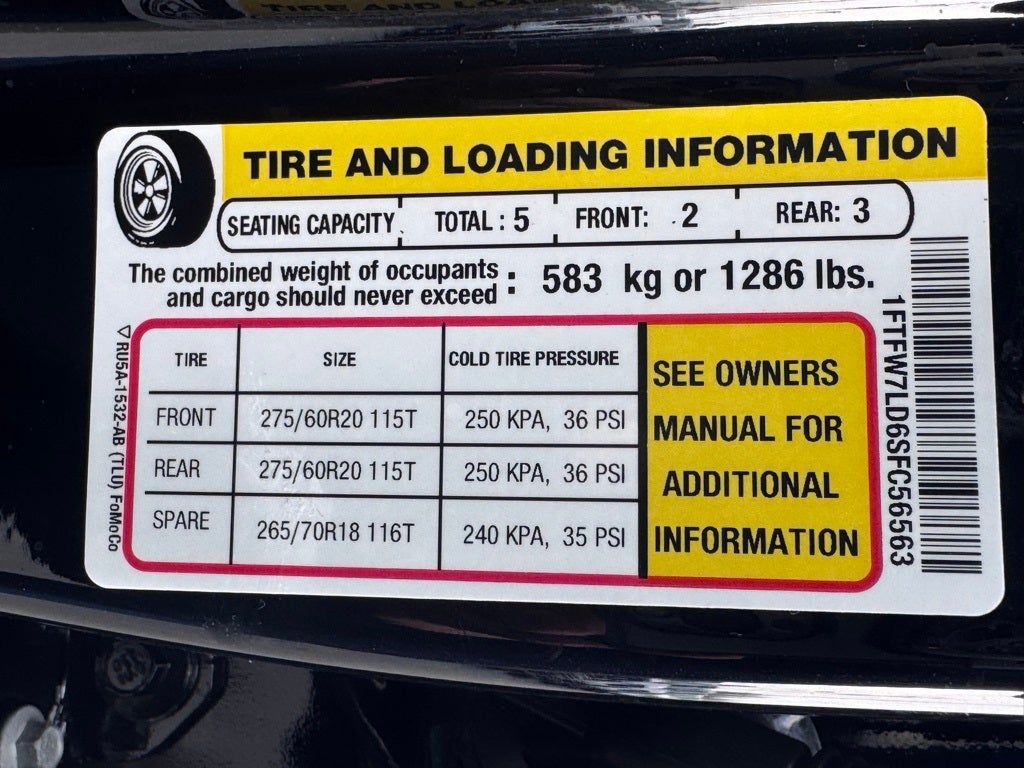 TIRE AND LOADING INFORMATION
SEATING CAPACITY TOTAL : 5 FRONT: 2 REAR: 3
The combined weight of occupants
and cargo should never exceed : 583 kg or 1286 lbs.
TIRE SIZE COLD TIRE PRESSURE
FRONT 275/60R20 115T 250 KPA, 36 PSI
REAR 275/60R20 115T 250 KPA, 36 PSI
SPARE 265/70R18 116T 240 KPA, 35 PSI
SEE OWNERS
MANUAL FOR
ADDITIONAL
INFORMATION
RU5A-1532-AB (TLU) FoMoCo
1FTFW7LD6SFC56563